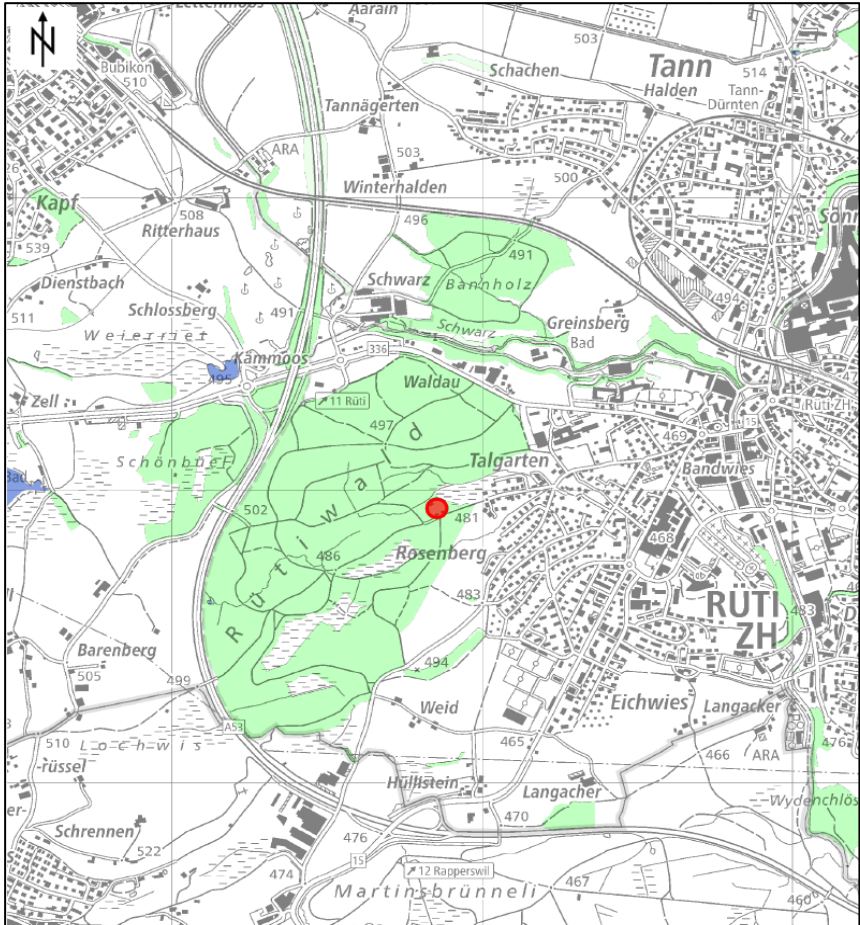 N
Aarain
503
Schachen
Tann
514
Bubikon
510
Halden
Tann-
Dürnten
Tannägerten
ARA
503
500
Winterhalden
Kapf
508
Ritterhaus
496
539
491
Bannholz
Dienstbach
Schwarz
494
511
Schlossberg
491
Schwarz
Greinsberg
Bad
Weierriet
336
Kämmoos
495
Waldau
Zell
11 Rüti
Rüti ZH
497
15
469
Talgarten
Bandwies
Schönbüel
Bad
502
481
Rütiwald
486
Rosenberg
468
483
RÜTI
ZH
483
Barenberg
494
505
499
Weid
Eichwies
Langacker
A53
510
Lochwis
465
466
ARA
476
-rüssel
Hüllstein
Langacher
Wydenchlös
Schrennen
470
522
476
15
474
12 Rapperswil
467
460
Martinsbrünneli